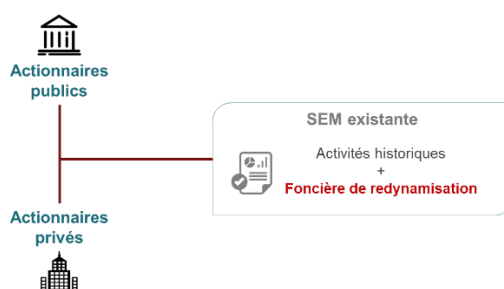 Actionnaires
publics
SEM existante
Activités historiques
+
Foncière de redynamisation
Actionnaires
privés